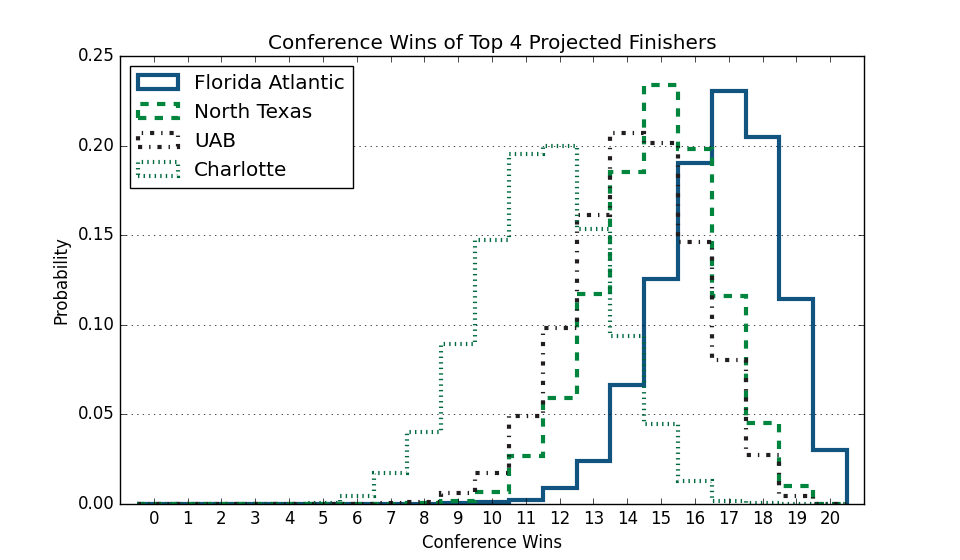 Conference Wins of Top 4 Projected Finishers
Florida Atlantic
North Texas
UAB
Charlotte
0.25
0.20
0.15
0.10
0.05
0.00
Probability
0 1 2 3 4 5 6 7 8 9 10 11 12 13 14 15 16 17 18 19 20
Conference Wins